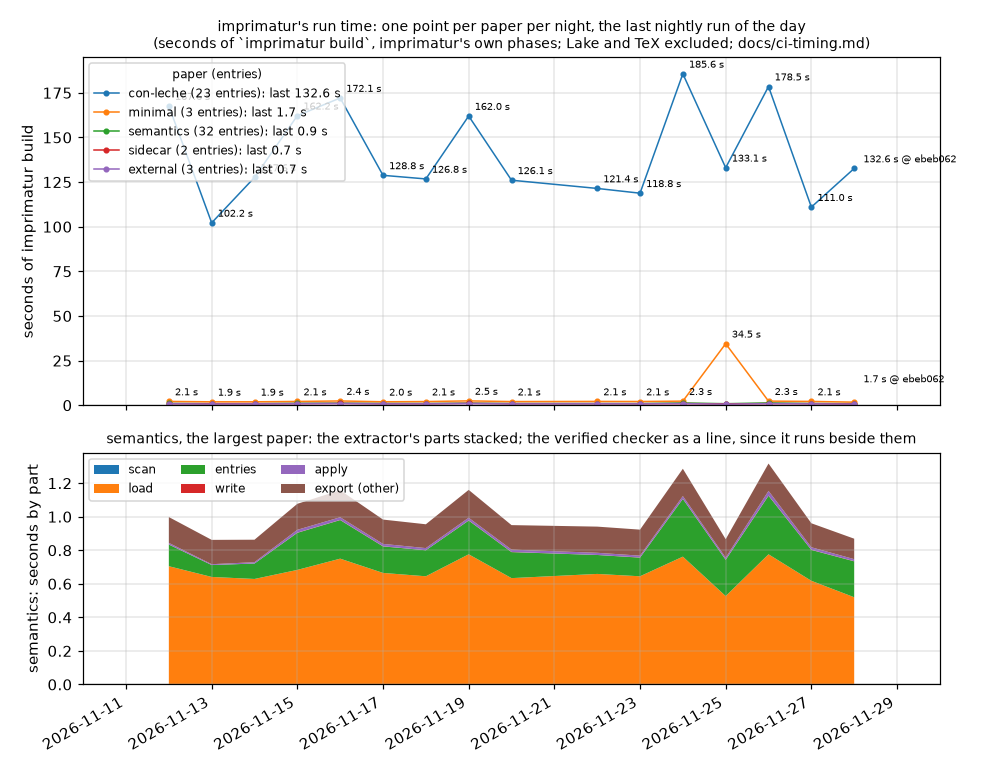 imprimatur's run time: one point per paper per night, the last nightly run of the day
(seconds of `imprimatur build`, imprimatur's own phases; Lake and TeX excluded; docs/ci-timing.md)
seconds of imprimatur build
175
150
125
100
75
50
25
0
paper (entries)
con-leche (23 entries): last 132.6 s
minimal (3 entries): last 1.7 s
semantics (32 entries): last 0.9 s
sidecar (2 entries): last 0.7 s
external (3 entries): last 0.7 s
102.2 s
162.2 s
172.1 s
128.8 s
126.8 s
162.0 s
126.1 s
121.4 s
118.8 s
185.6 s
133.1 s
178.5 s
111.0 s
132.6 s @ ebeb062
2.1 s
1.9 s
1.9 s
2.1 s
2.4 s
2.0 s
2.1 s
2.5 s
2.1 s
2.1 s
2.1 s
2.3 s
34.5 s
2.3 s
2.1 s
1.7 s @ ebeb062
semantics, the largest paper: the extractor's parts stacked; the verified checker as a line, since it runs beside them
semantics: seconds by part
1.2
1.0
0.8
0.6
0.4
0.2
0.0
scan
load
entries
write
apply
export (other)
2026-11-11
2026-11-13
2026-11-15
2026-11-17
2026-11-19
2026-11-21
2026-11-23
2026-11-25
2026-11-27
2026-11-29